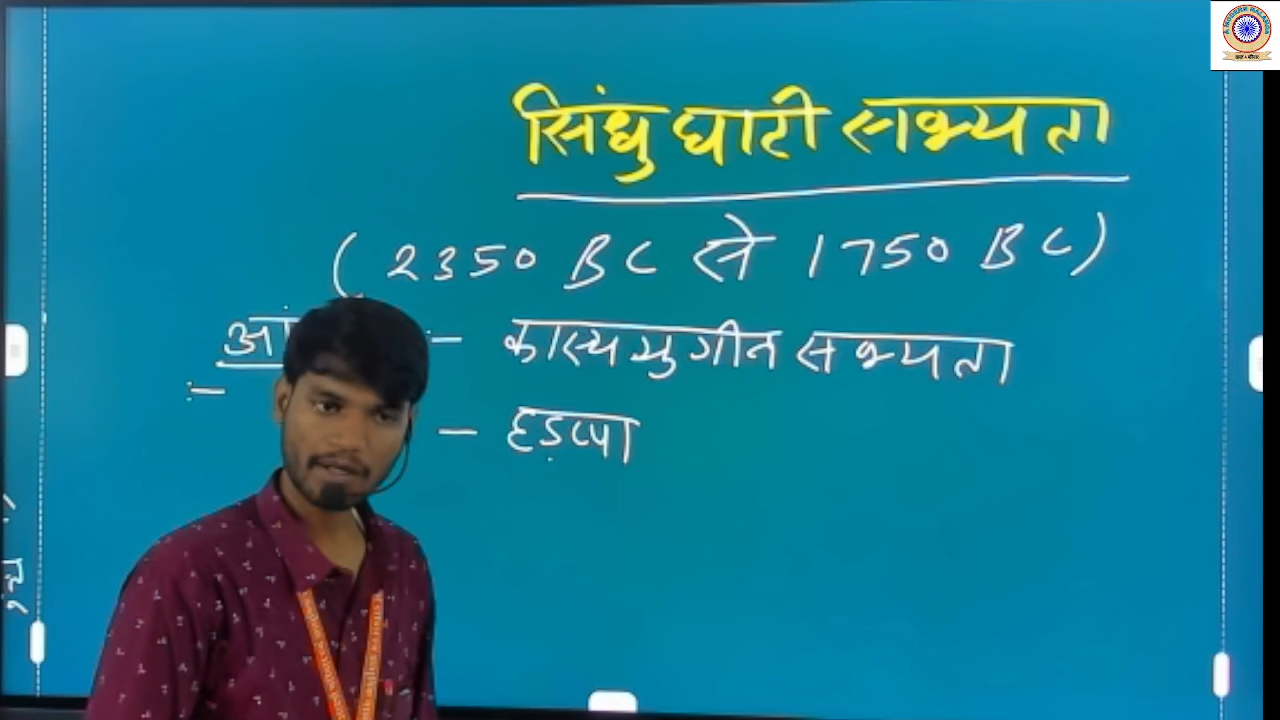 सिंधु घाटी सभ्यता
(2350 BC से 1750 BC)
:- कास्ययुगीन सभ्यता
:-
- हड़प्पा